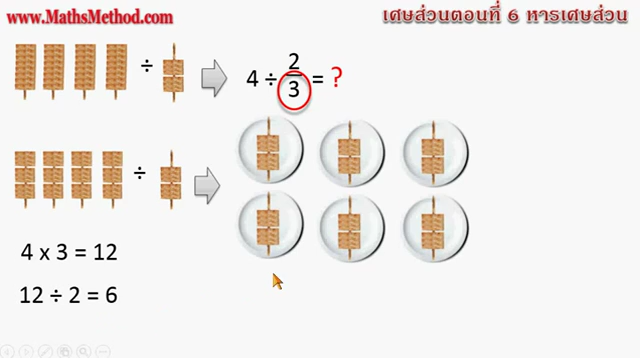 www.MathsMethod.com
เศษส่วนตอนที่ 6 หารเศษส่วน
÷
4 ÷ 2/3 = ?
÷
4 x 3 = 12
12 ÷ 2 = 6